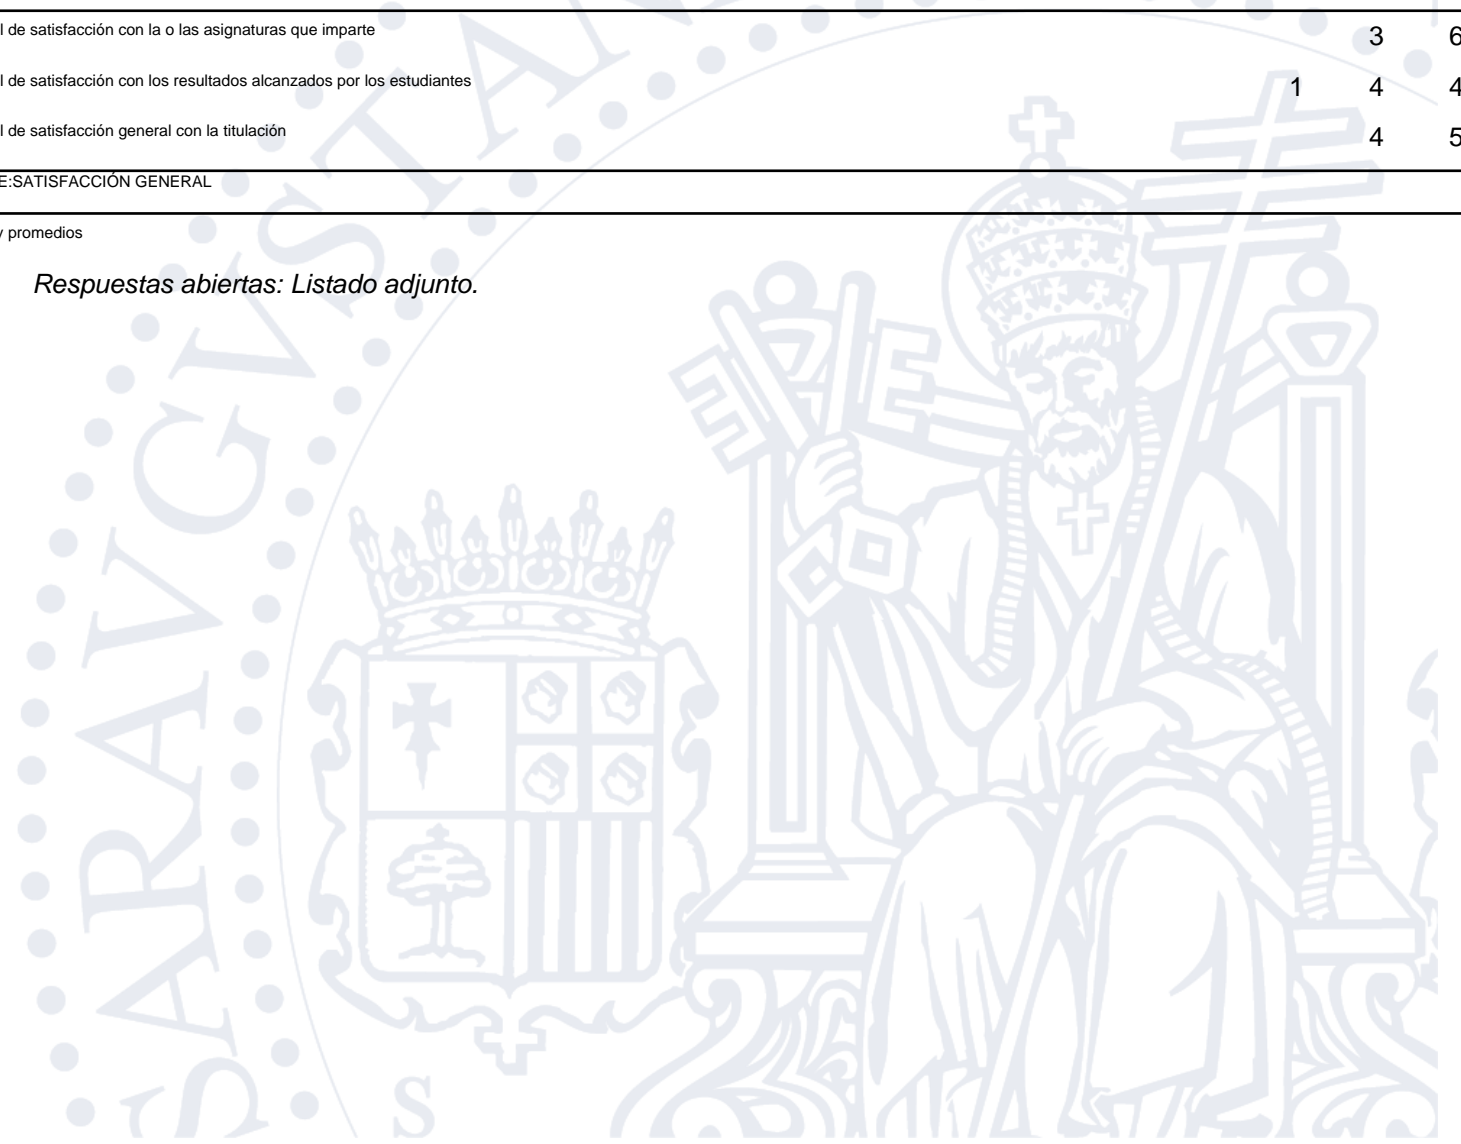 l de satisfacción con la o las asignaturas que imparte 3 6
l de satisfacción con los resultados alcanzados por los estudiantes 1 4 4
l de satisfacción general con la titulación 4 5
E:SATISFACCIÓN GENERAL
y promedios
Respuestas abiertas: Listado adjunto.
SARAVGVSTAN
S